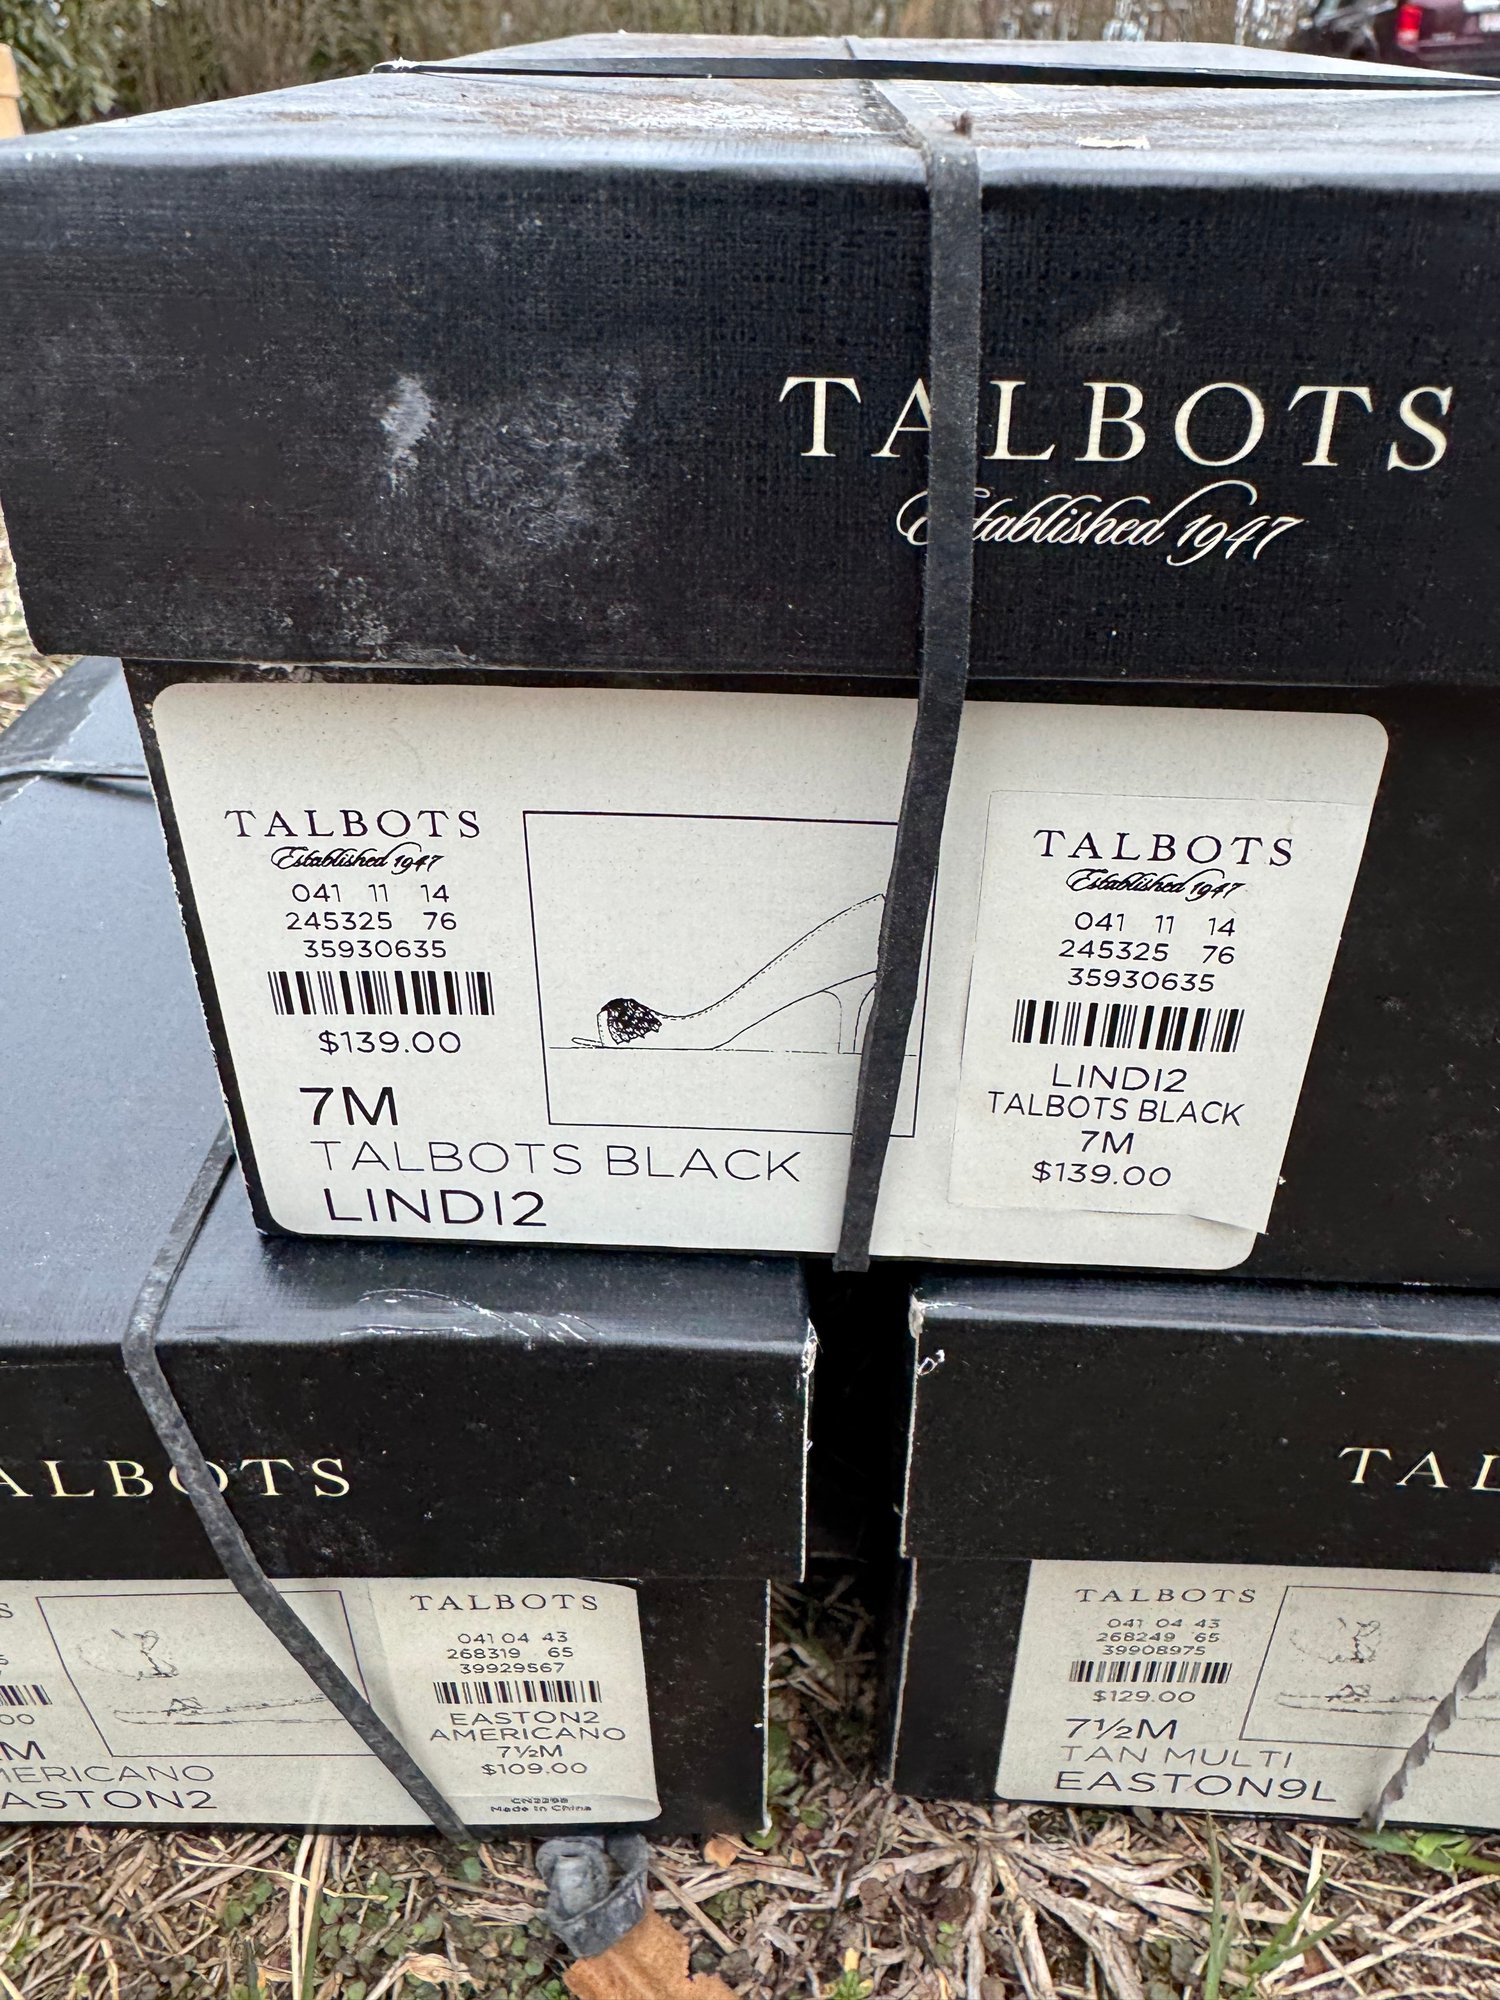 TALBOTS
Established 1947
TALBOTS
Established 1947
041 11 14
245325 76
35930635
$139.00
7M
TALBOTS BLACK
LINDI2
TALBOTS
Established 1947
041 11 14
245325 76
35930635
LINDI2
TALBOTS BLACK
7M
$139.00
ALBOTS
S
00
M
MERICANO
ASTON2
TALBOTS
041 04 43
268319 65
39929567
EASTON2
AMERICANO
7½M
$109.00
Made in China
TAL
TALBOTS
041 04 43
268249 65
39908975
$129.00
7½M
TAN MULTI
EASTON9L